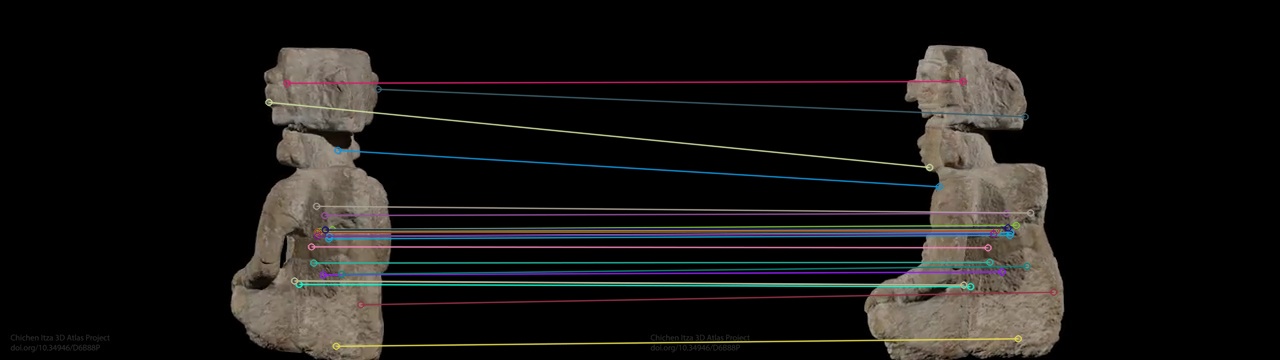 Chichen Itza 3D Atlas Project
doi.org/10.34946/D6B88P
Chichen Itza 3D Atlas Project
doi.org/10.34946/D6B88P